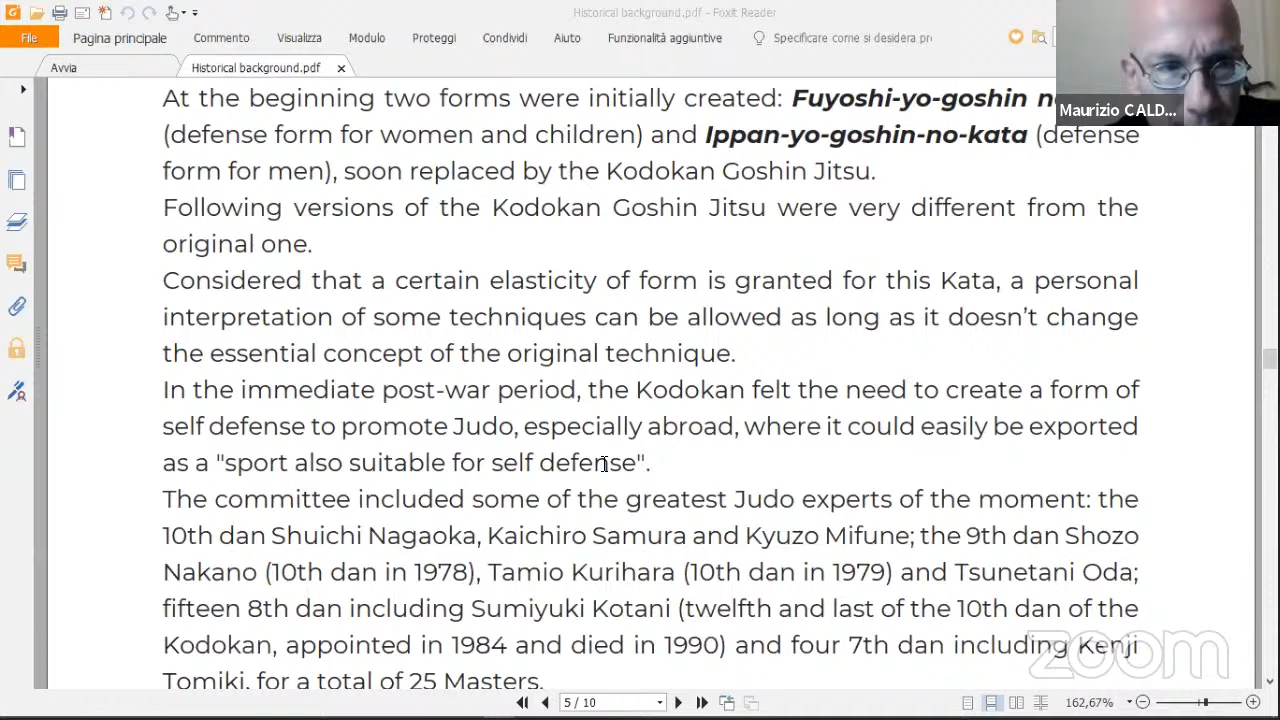 Historical background.pdf - Foxit Reader
File Pagina principale Commento Visualizza Modulo Proteggi Condividi Aiuto Funzionalità aggiuntive Specificare come si desidera
Avvia Historical background.pdf
Maurizio CALD...
At the beginning two forms were initially created: Fuyoshi-yo-goshin
(defense form for women and children) and Ippan-yo-goshin-no-kata (defense
form for men), soon replaced by the Kodokan Goshin Jitsu.
Following versions of the Kodokan Goshin Jitsu were very different from the
original one.
Considered that a certain elasticity of form is granted for this Kata, a personal
interpretation of some techniques can be allowed as long as it doesn't change
the essential concept of the original technique.
In the immediate post-war period, the Kodokan felt the need to create a form of
self defense to promote Judo, especially abroad, where it could easily be exported
as a "sport also suitable for self defense".
The committee included some of the greatest Judo experts of the moment: the
10th dan Shuichi Nagaoka, Kaichiro Samura and Kyuzo Mifune; the 9th dan Shozo
Nakano (10th dan in 1978), Tamio Kurihara (10th dan in 1979) and Tsunetani Oda;
fifteen 8th dan including Sumiyuki Kotani (twelfth and last of the 10th dan of the
Kodokan, appointed in 1984 and died in 1990) and four 7th dan including Kenji
Tomiki, for a total of 25 Masters.
zoom
5 / 10 162,67%